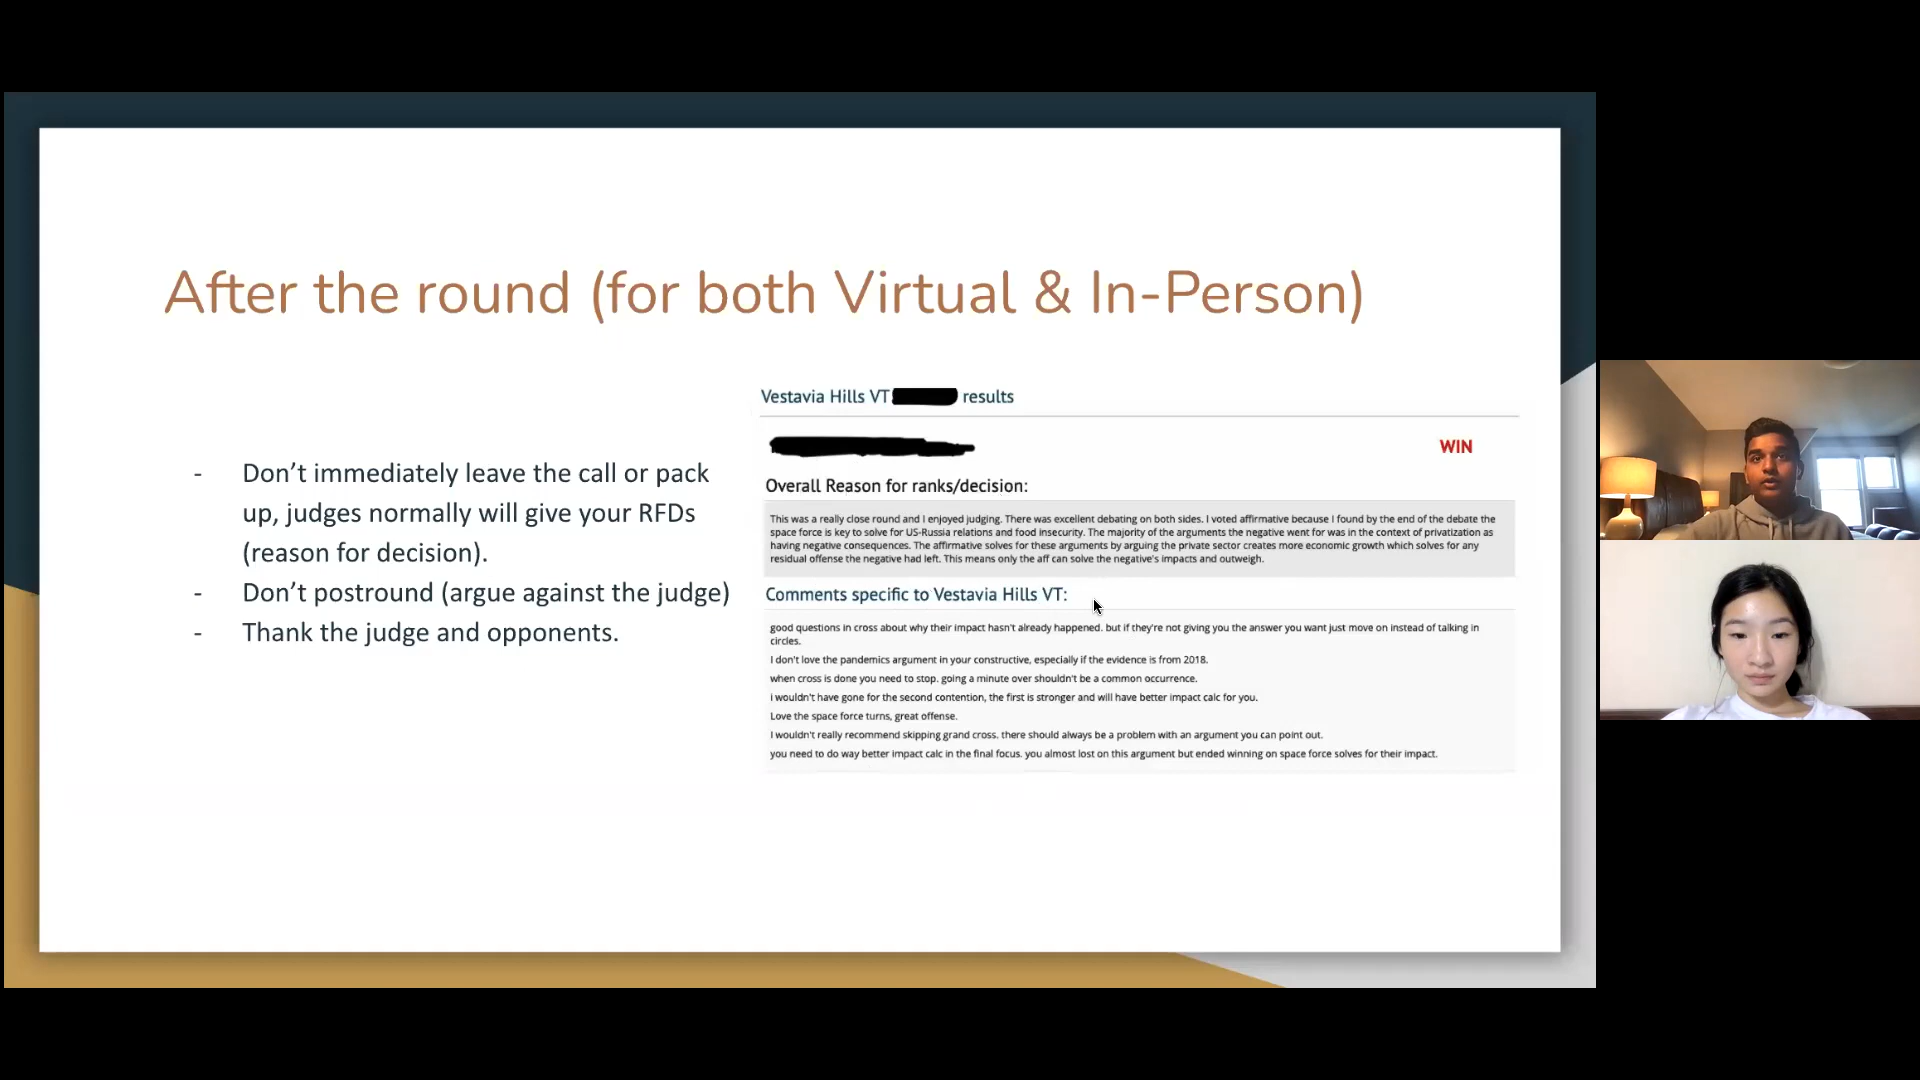 After the round (for both Virtual & In-Person)
- Don’t immediately leave the call or pack
up, judges normally will give your RFDs
(reason for decision).
- Don’t postround (argue against the judge)
- Thank the judge and opponents.
Vestavia Hills VT results
WIN
Overall Reason for ranks/decision:
This was a really close round and I enjoyed judging. There was excellent debating on both sides. I voted affirmative because I found by the end of the debate the
space force is key to solve for US-Russia relations and food insecurity. The majority of the arguments the negative went for was in the context of privatization as
having negative consequences. The affirmative solves for these arguments by arguing the private sector creates more economic growth which solves for any
residual offense the negative had left. This means only the aff can solve the negative's impacts and outweigh.
Comments specific to Vestavia Hills VT:
good questions in cross about why their impact hasn't already happened. but if they're not giving you the answer you want just move on instead of talking in
circles.
I don't love the pandemics argument in your constructive, especially if the evidence is from 2018.
when cross is done you need to stop. going a minute over shouldn't be a common occurrence.
i wouldn't have gone for the second contention, the first is stronger and will have better impact calc for you.
Love the space force turns, great offense.
I wouldn't really recommend skipping grand cross. there should always be a problem with an argument you can point out.
you need to do way better impact calc in the final focus. you almost lost on this argument but ended winning on space force solves for their impact.